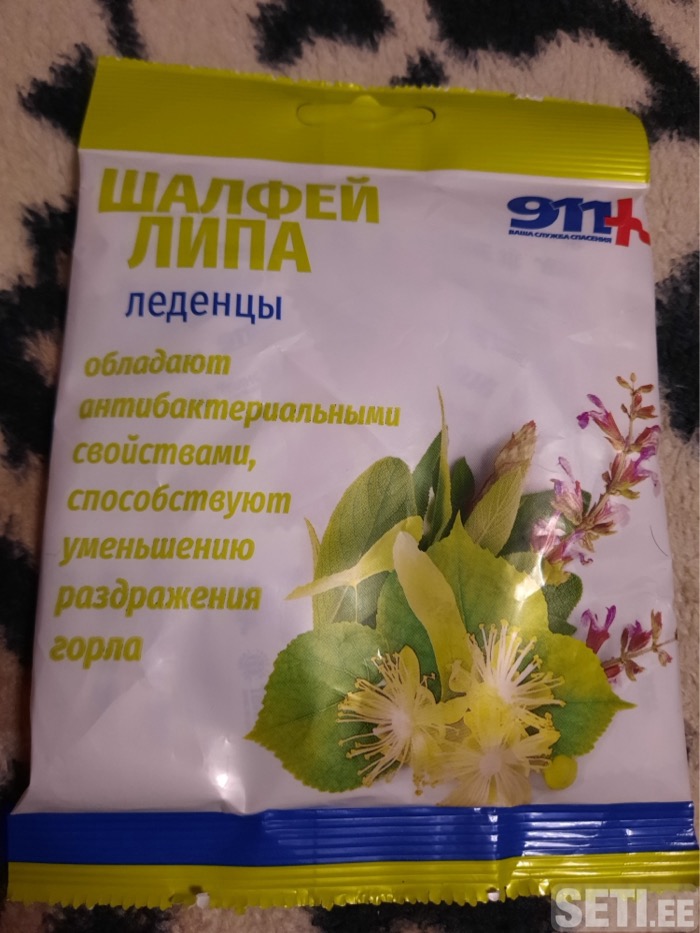 ШАЛФЕЙ
ЛИПА
леденцы
911+
ВАША СЛУЖБА СПАСЕНИЯ
обладают
антибактериальными
свойствами,
способствуют
уменьшению
раздражения
горла
SETI.EE